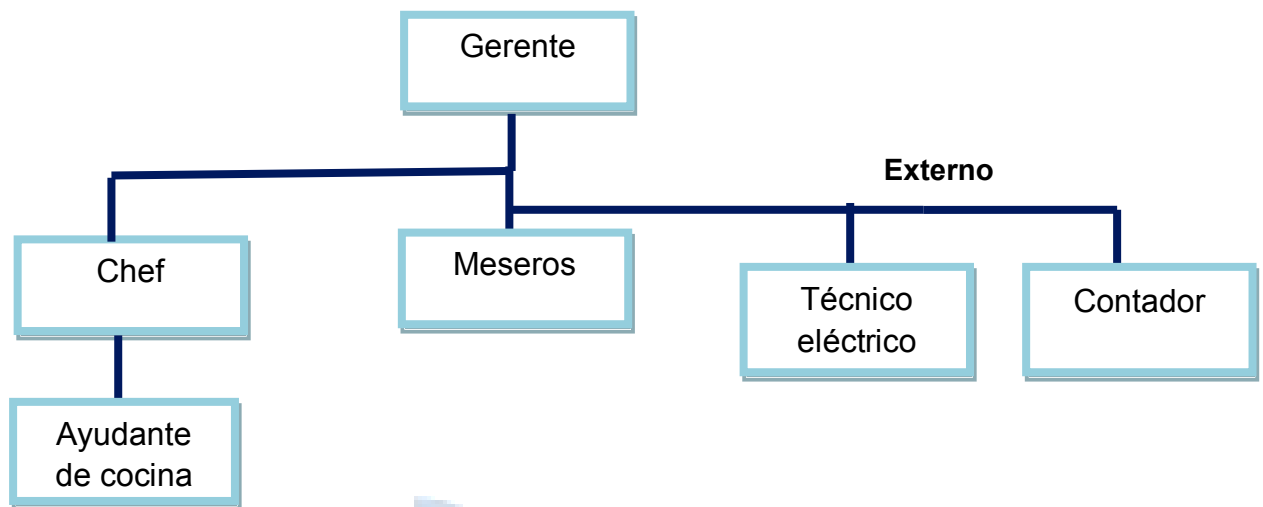 Gerente
Externo
Chef
Meseros
Técnico
eléctrico
Contador
Ayudante
de cocina